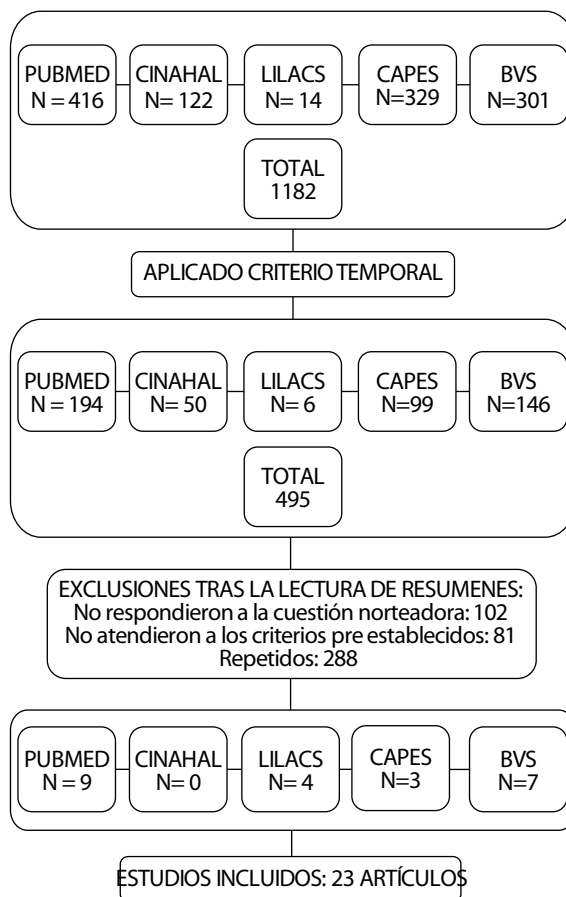 PUBMED
N = 416
CINAHAL
N= 122
LILACS
N= 14
CAPES
N=329
BVS
N=301
TOTAL
1182
APLICADO CRITERIO TEMPORAL
PUBMED
N = 194
CINAHAL
N= 50
LILACS
N= 6
CAPES
N=99
BVS
N=146
TOTAL
495
EXCLUSIONES TRAS LA LECTURA DE RESUMENES:
No respondieron a la cuestión norteadora: 102
No atendieron a los criterios pre establecidos: 81
Repetidos: 288
PUBMED
N = 9
CINAHAL
N= 0
LILACS
N= 4
CAPES
N=3
BVS
N=7
ESTUDIOS INCLUIDOS: 23 ARTÍCULOS